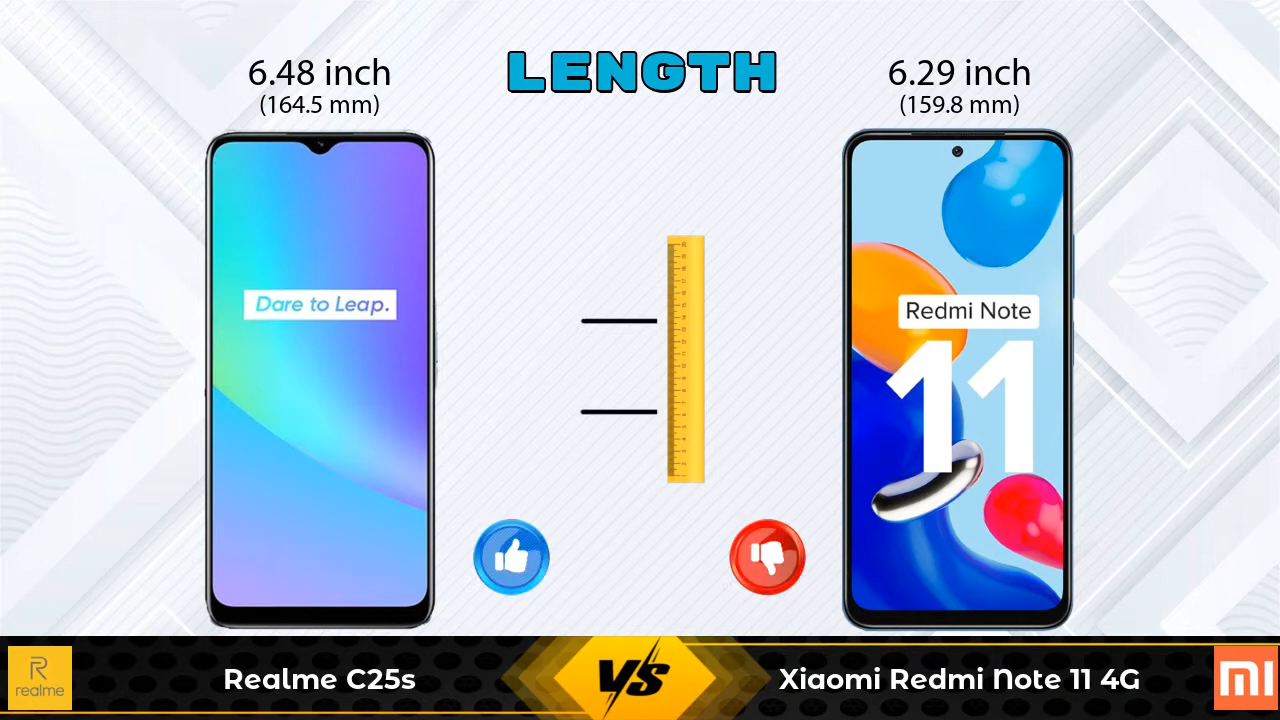 LENGTH
6.48 inch
(164.5 mm)
6.29 inch
(159.8 mm)
Dare to Leap.
Redmi Note
11
R
realme
Realme C25s
VS
Xiaomi Redmi Note 11 4G
MI